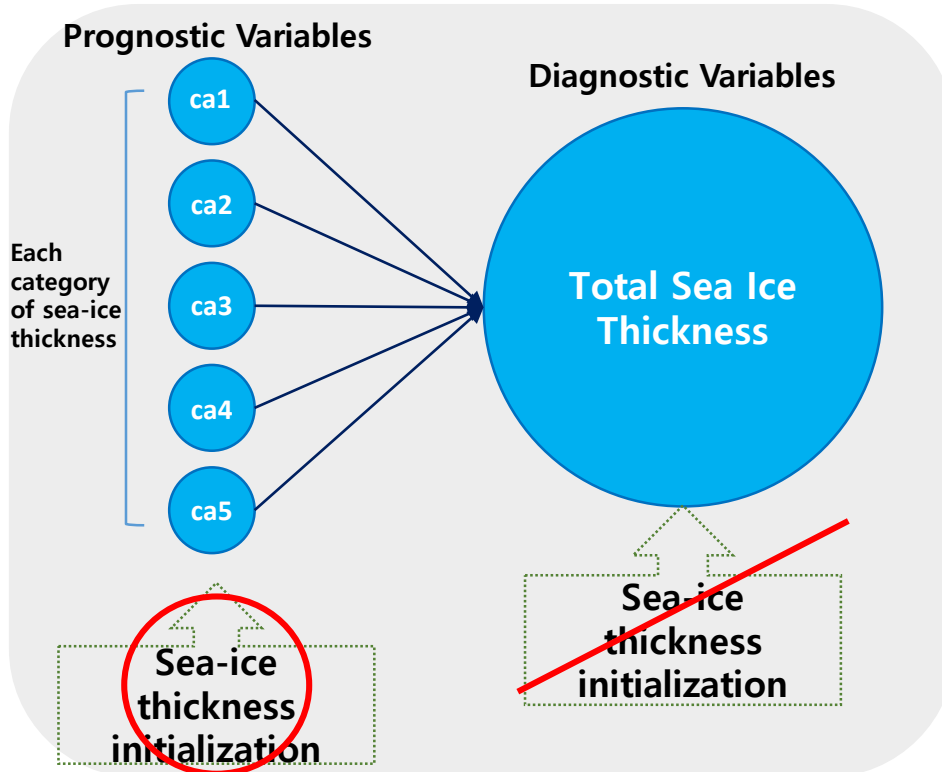 Prognostic Variables
Diagnostic Variables
ca1
ca2
ca3
ca4
ca5
Each
category
of sea-ice
thickness
Total Sea Ice
Thickness
Sea-ice
thickness
initialization
Sea-ice
thickness
initialization